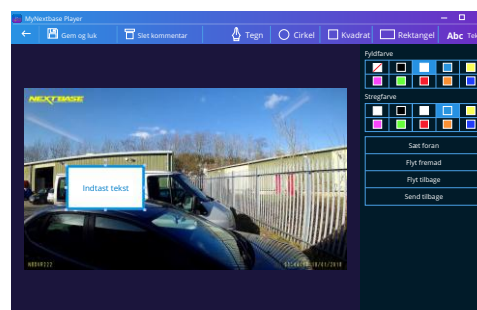 MyNextbase Player
Gem og luk
Slet kommentar
Tegn
Cirkel
Kvadrat
Rektangel
Abc Tek
Fyldfarve
NEXTBASE
Stregfarve
Sæt foran
Flyt fremad
Flyt tilbage
Send tilbage
Indtast tekst